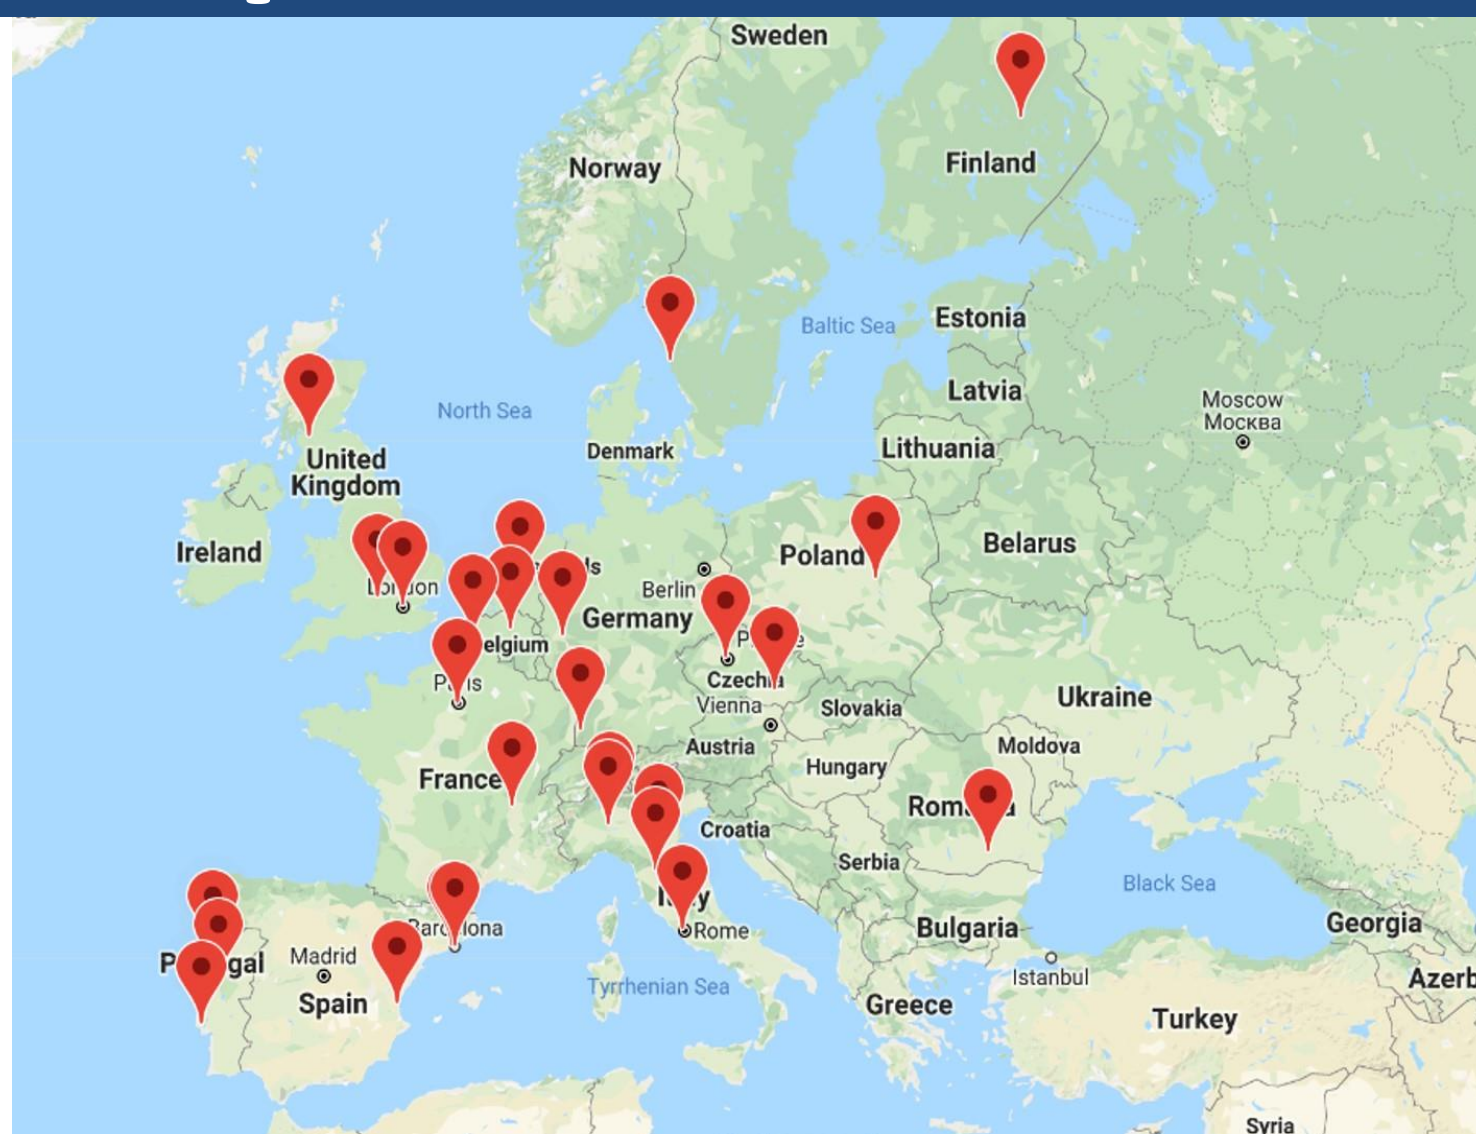 Sweden
Finland
Norway
Baltic Sea
Estonia
Latvia
Moscow
Москва
North Sea
Denmark
Lithuania
United
Kingdom
Ireland
Belarus
Poland
Berlin
Germany
elgium
Czechia
Vienna
Slovakia
Ukraine
Austria
Moldova
Hungary
France
Croatia
Serbia
Black Sea
Bulgaria
Georgia
Rome
Madrid
Istanbul
Azerb
Tyrrhenian Sea
Spain
Greece
Turkey
Syria